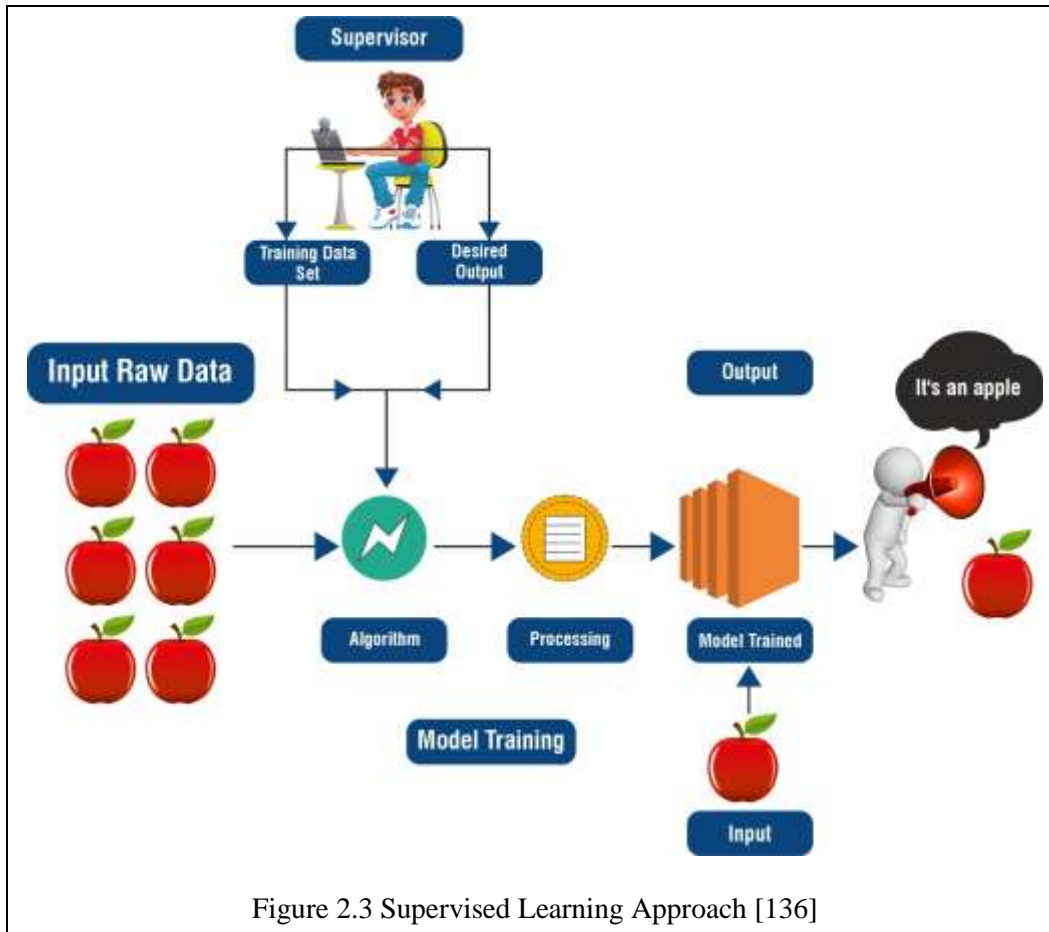 Supervisor
Training Data
Set
Desired
Output
Input Raw Data
Output
It's an apple
Algorithm
Processing
Model Trained
Model Training
Input
Figure 2.3 Supervised Learning Approach [136]